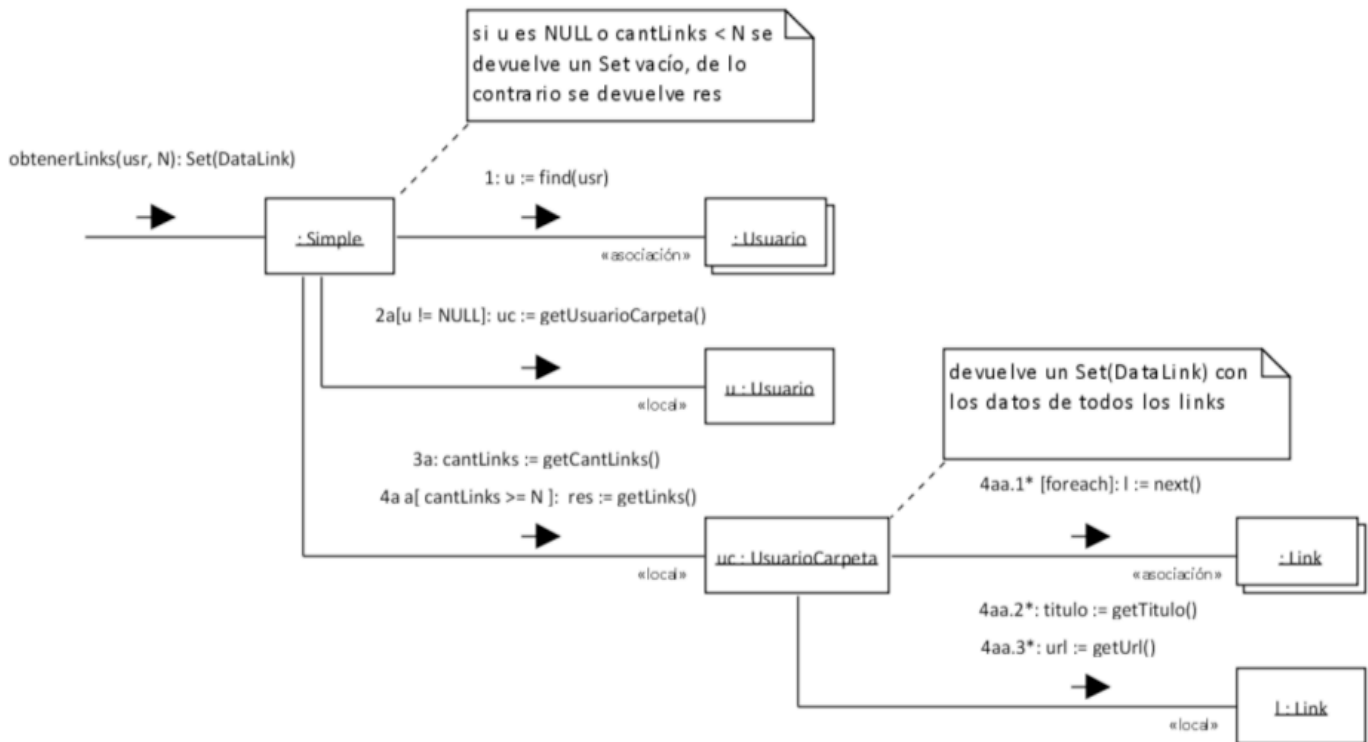 si u es NULL o cantLinks < N se
devuelve un Set vacío, de lo
contrario se devuelve res
obtenerLinks(usr, N): Set(DataLink)
1: u := find(usr)
: Simple
: Usuario
«asociación»
2a[u != NULL]: uc := getUsuarioCarpeta()
u : Usuario
«local»
devuelve un Set(DataLink) con
los datos de todos los links
3a: cantLinks := getCantLinks()
4a a[ cantLinks >= N ]: res := getLinks()
4aa.1* [foreach]: l := next()
uc : UsuarioCarpeta
: Link
«local»
«asociación»
4aa.2*: titulo := getTitulo()
4aa.3*: url := getUrl()
l : Link
«local»